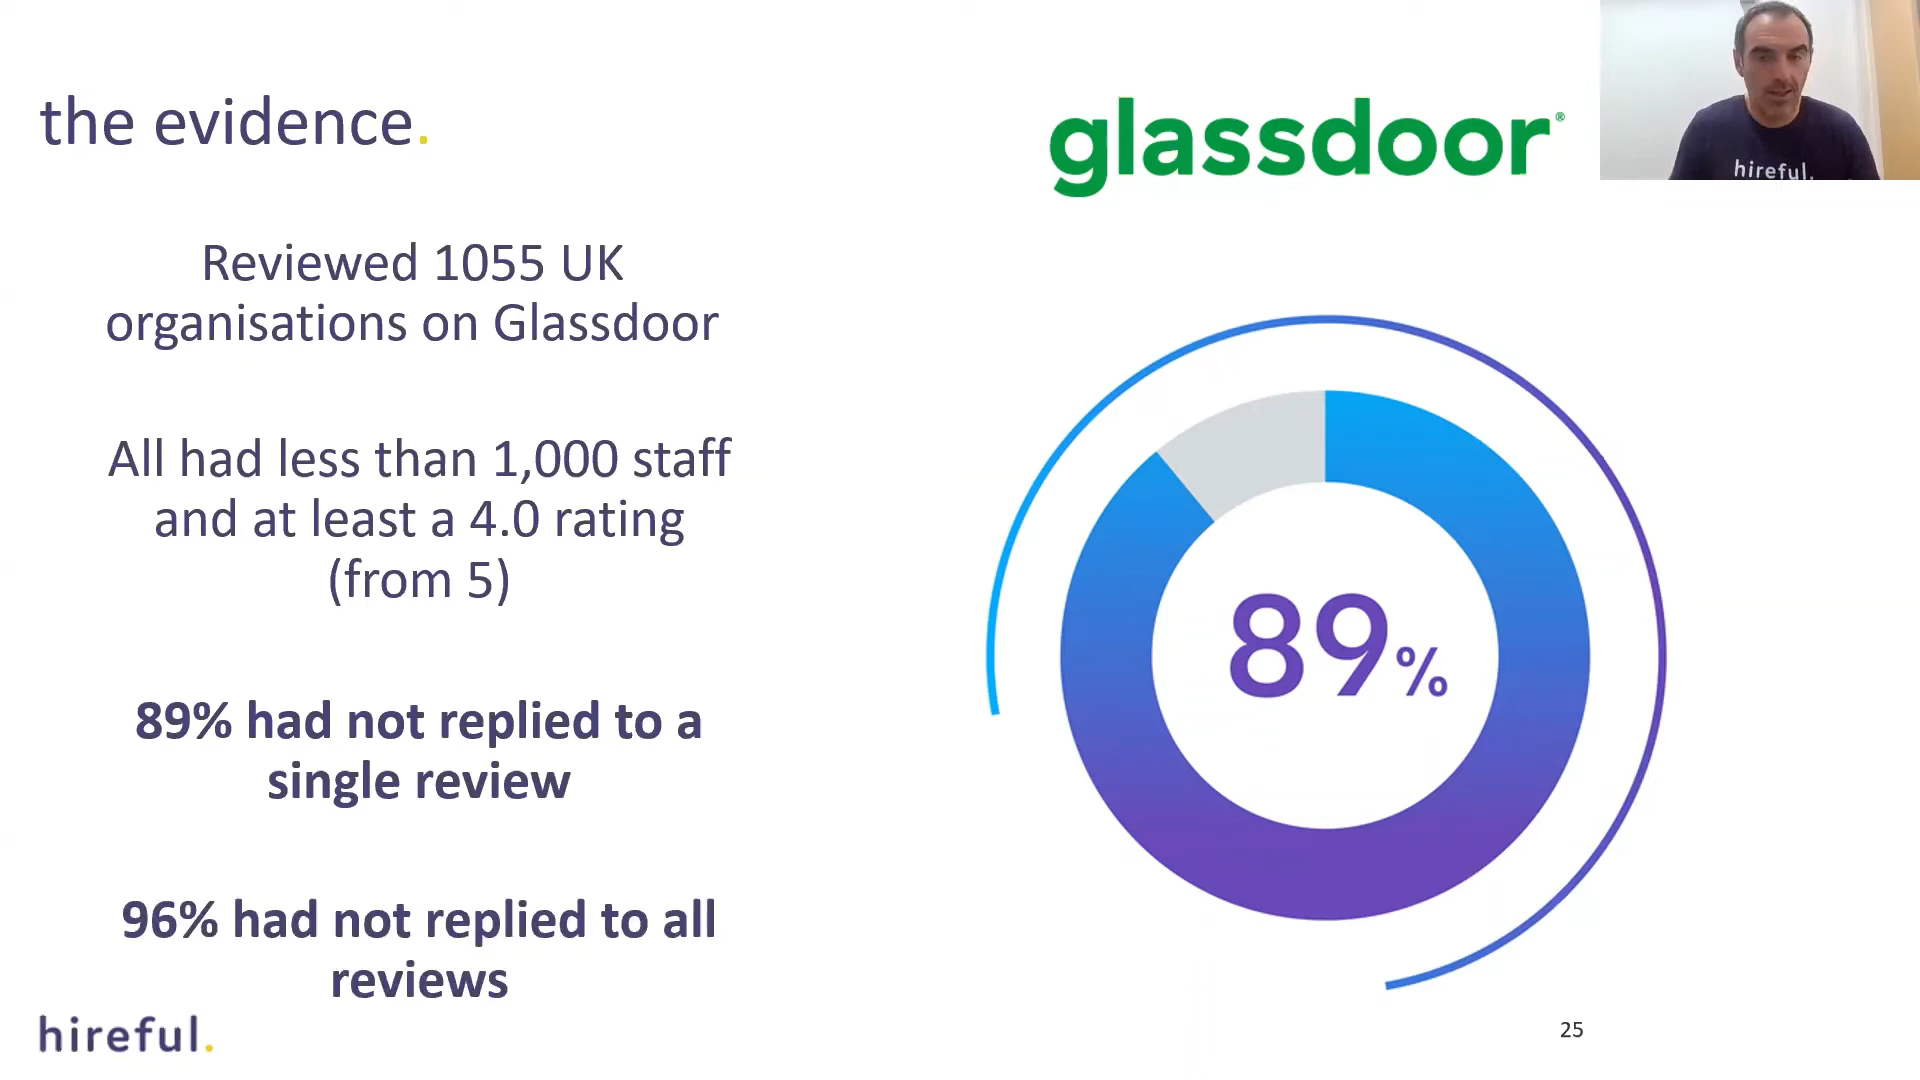 the evidence.
glassdoor®
hireful.
Reviewed 1055 UK
organisations on Glassdoor
All had less than 1,000 staff
and at least a 4.0 rating
(from 5)
89% had not replied to a
single review
96% had not replied to all
reviews
89%
hireful.
25